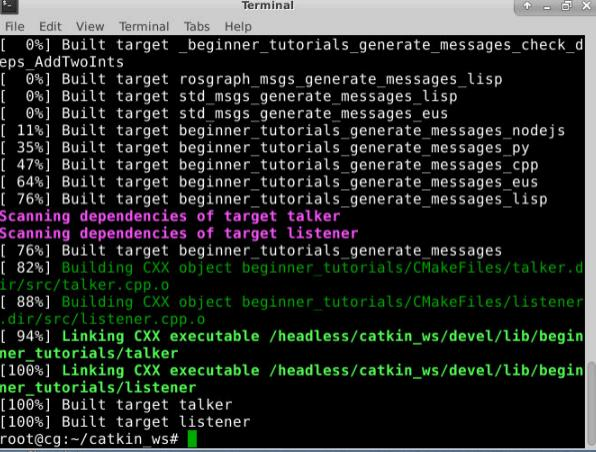 Terminal
File Edit View Terminal Tabs Help
[  0%] Built target _beginner_tutorials_generate_messages_check_d
eps_AddTwoInts
[  0%] Built target rosgraph_msgs_generate_messages_lisp
[  0%] Built target std_msgs_generate_messages_lisp
[  0%] Built target std_msgs_generate_messages_eus
[ 11%] Built target beginner_tutorials_generate_messages_nodejs
[ 35%] Built target beginner_tutorials_generate_messages_py
[ 47%] Built target beginner_tutorials_generate_messages_cpp
[ 64%] Built target beginner_tutorials_generate_messages_eus
[ 76%] Built target beginner_tutorials_generate_messages_lisp
Scanning dependencies of target talker
Scanning dependencies of target listener
[ 76%] Built target beginner_tutorials_generate_messages
[ 82%] Building CXX object beginner_tutorials/CMakeFiles/talker.d
ir/src/talker.cpp.o
[ 88%] Building CXX object beginner_tutorials/CMakeFiles/listener
.dir/src/listener.cpp.o
[ 94%] Linking CXX executable /headless/catkin_ws/devel/lib/begin
ner_tutorials/talker
[100%] Linking CXX executable /headless/catkin_ws/devel/lib/begin
ner_tutorials/listener
[100%] Built target talker
[100%] Built target listener
root@cg:~/catkin_ws#